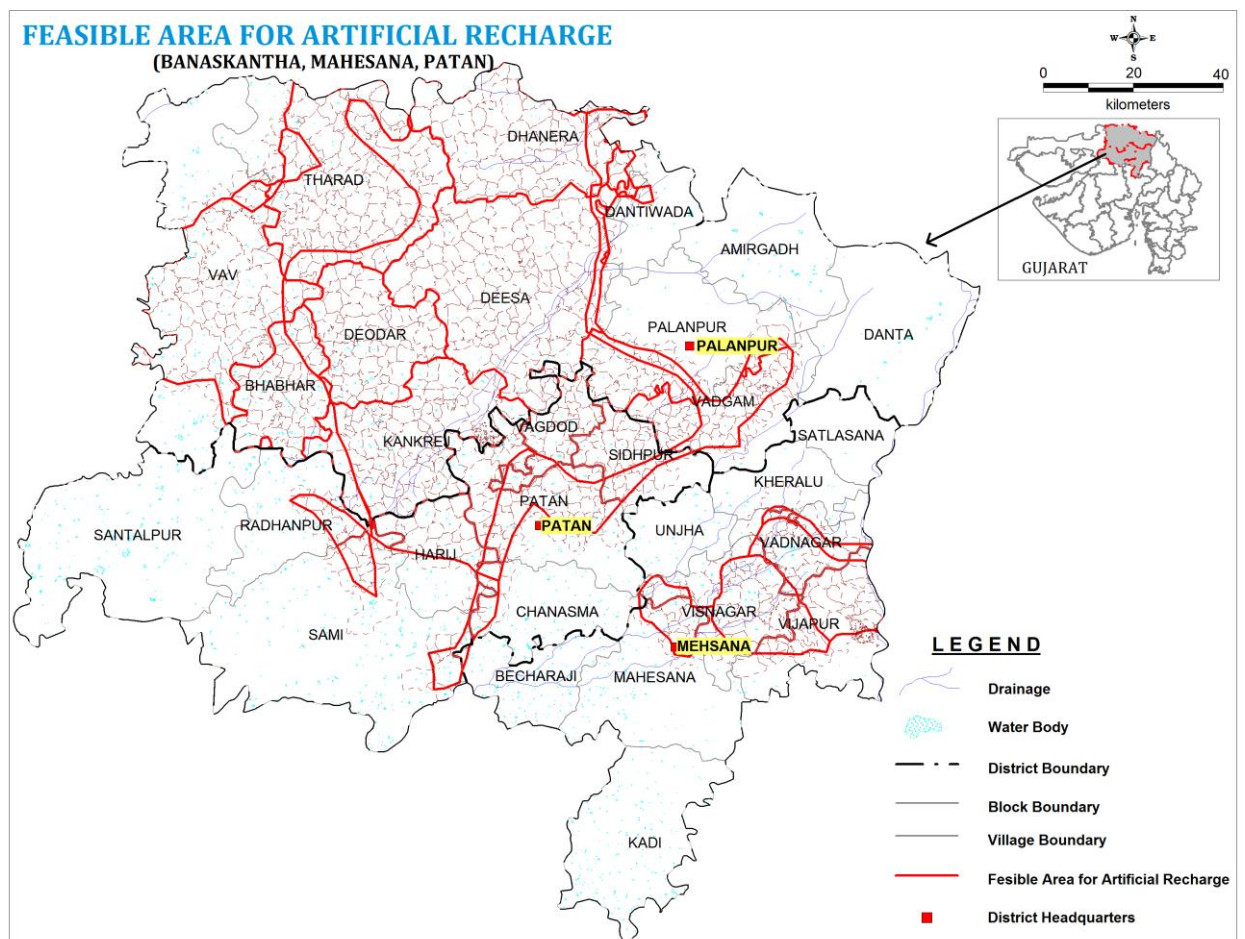 FEASIBLE AREA FOR ARTIFICIAL RECHARGE
(BANASKANTHA, MAHESANA, PATAN)
N
W E
S
0 20 40
kilometers
GUJARAT
DHANERA
THARAD
DANTIWADA
AMIRGADH
VAV
DEESA
PALANPUR
DEODAR
PALANPUR
DANTA
BHABHAR
VADGAM
KANKREJ
VAGDOD
SATLASANA
SIDHPUR
KHERALU
PATAN
SANTALPUR
RADHANPUR
PATAN
UNJHA
VADNAGAR
HARIJ
CHANASMA
VISNAGAR
VIJAPUR
SAMI
MEHSANA
BECHARAJI
MAHESANA
KADI
LEGEND
Drainage
Water Body
District Boundary
Block Boundary
Village Boundary
Fesible Area for Artificial Recharge
District Headquarters